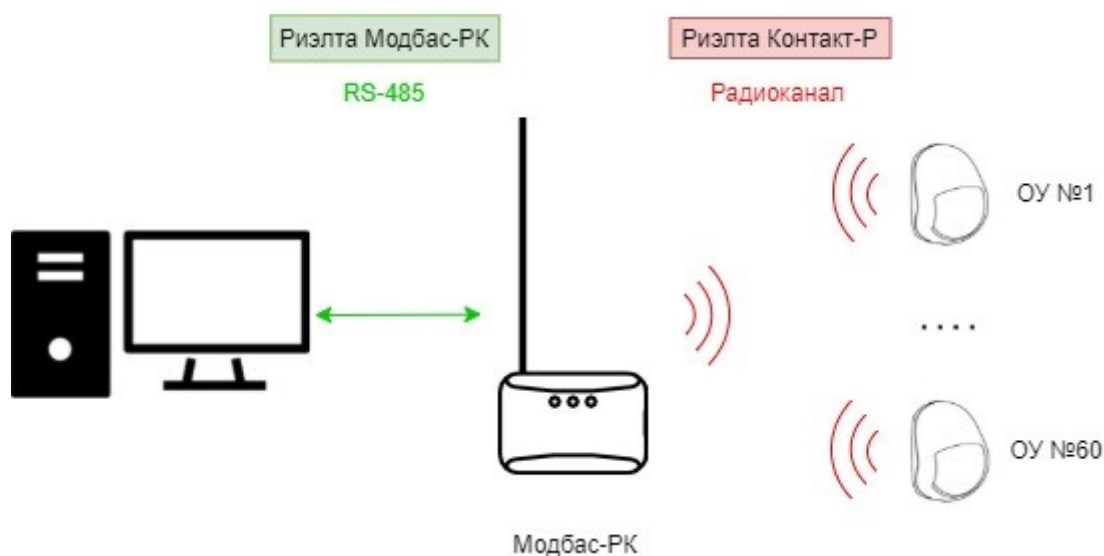 Риэлта Модбас-РК
Риэлта Контакт-Р
RS-485
Радиоканал
ОУ №1
....
ОУ №60
Модбас-РК